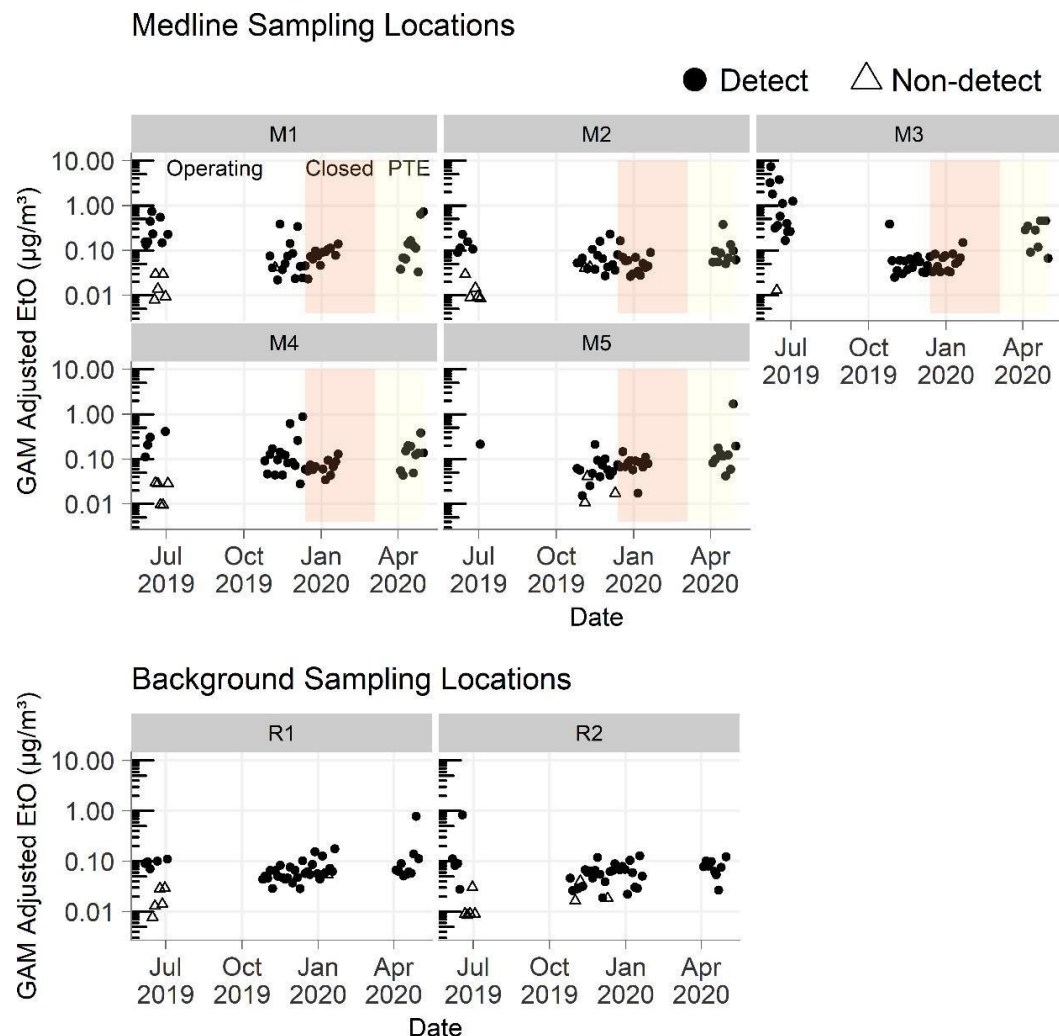 Medline Sampling Locations
Detect Non-detect
M1 M2 M3
Operating Closed PTE
10.00
1.00
0.10
0.01
GAM Adjusted EtO (µg/m³)
M4 M5
Jul Oct Jan Apr
2019 2019 2020 2020
10.00
1.00
0.10
0.01
GAM Adjusted EtO (µg/m³)
Jul Oct Jan Apr Jul Oct Jan Apr
2019 2019 2020 2020 2019 2019 2020 2020
Date
Background Sampling Locations
R1 R2
10.00
1.00
0.10
0.01
GAM Adjusted EtO (µg/m³)
Jul Oct Jan Apr Jul Oct Jan Apr
2019 2019 2020 2020 2019 2019 2020 2020
Date